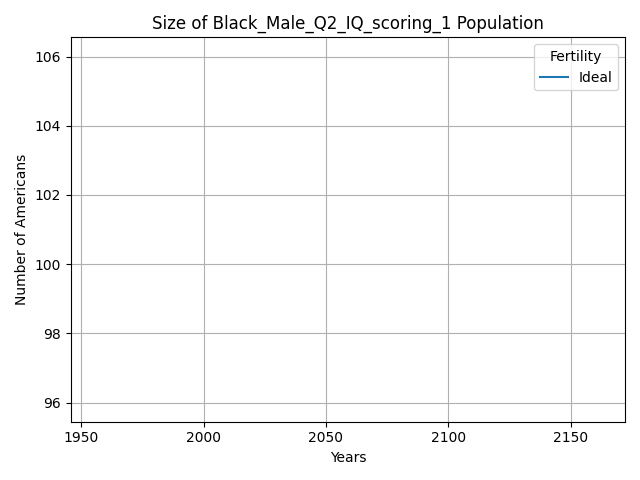 Size of Black_Male_Q2_IQ_scoring_1 Population
106
104
102
100
98
96
Number of Americans
Fertility
Ideal
1950
2000
2050
2100
2150
Years